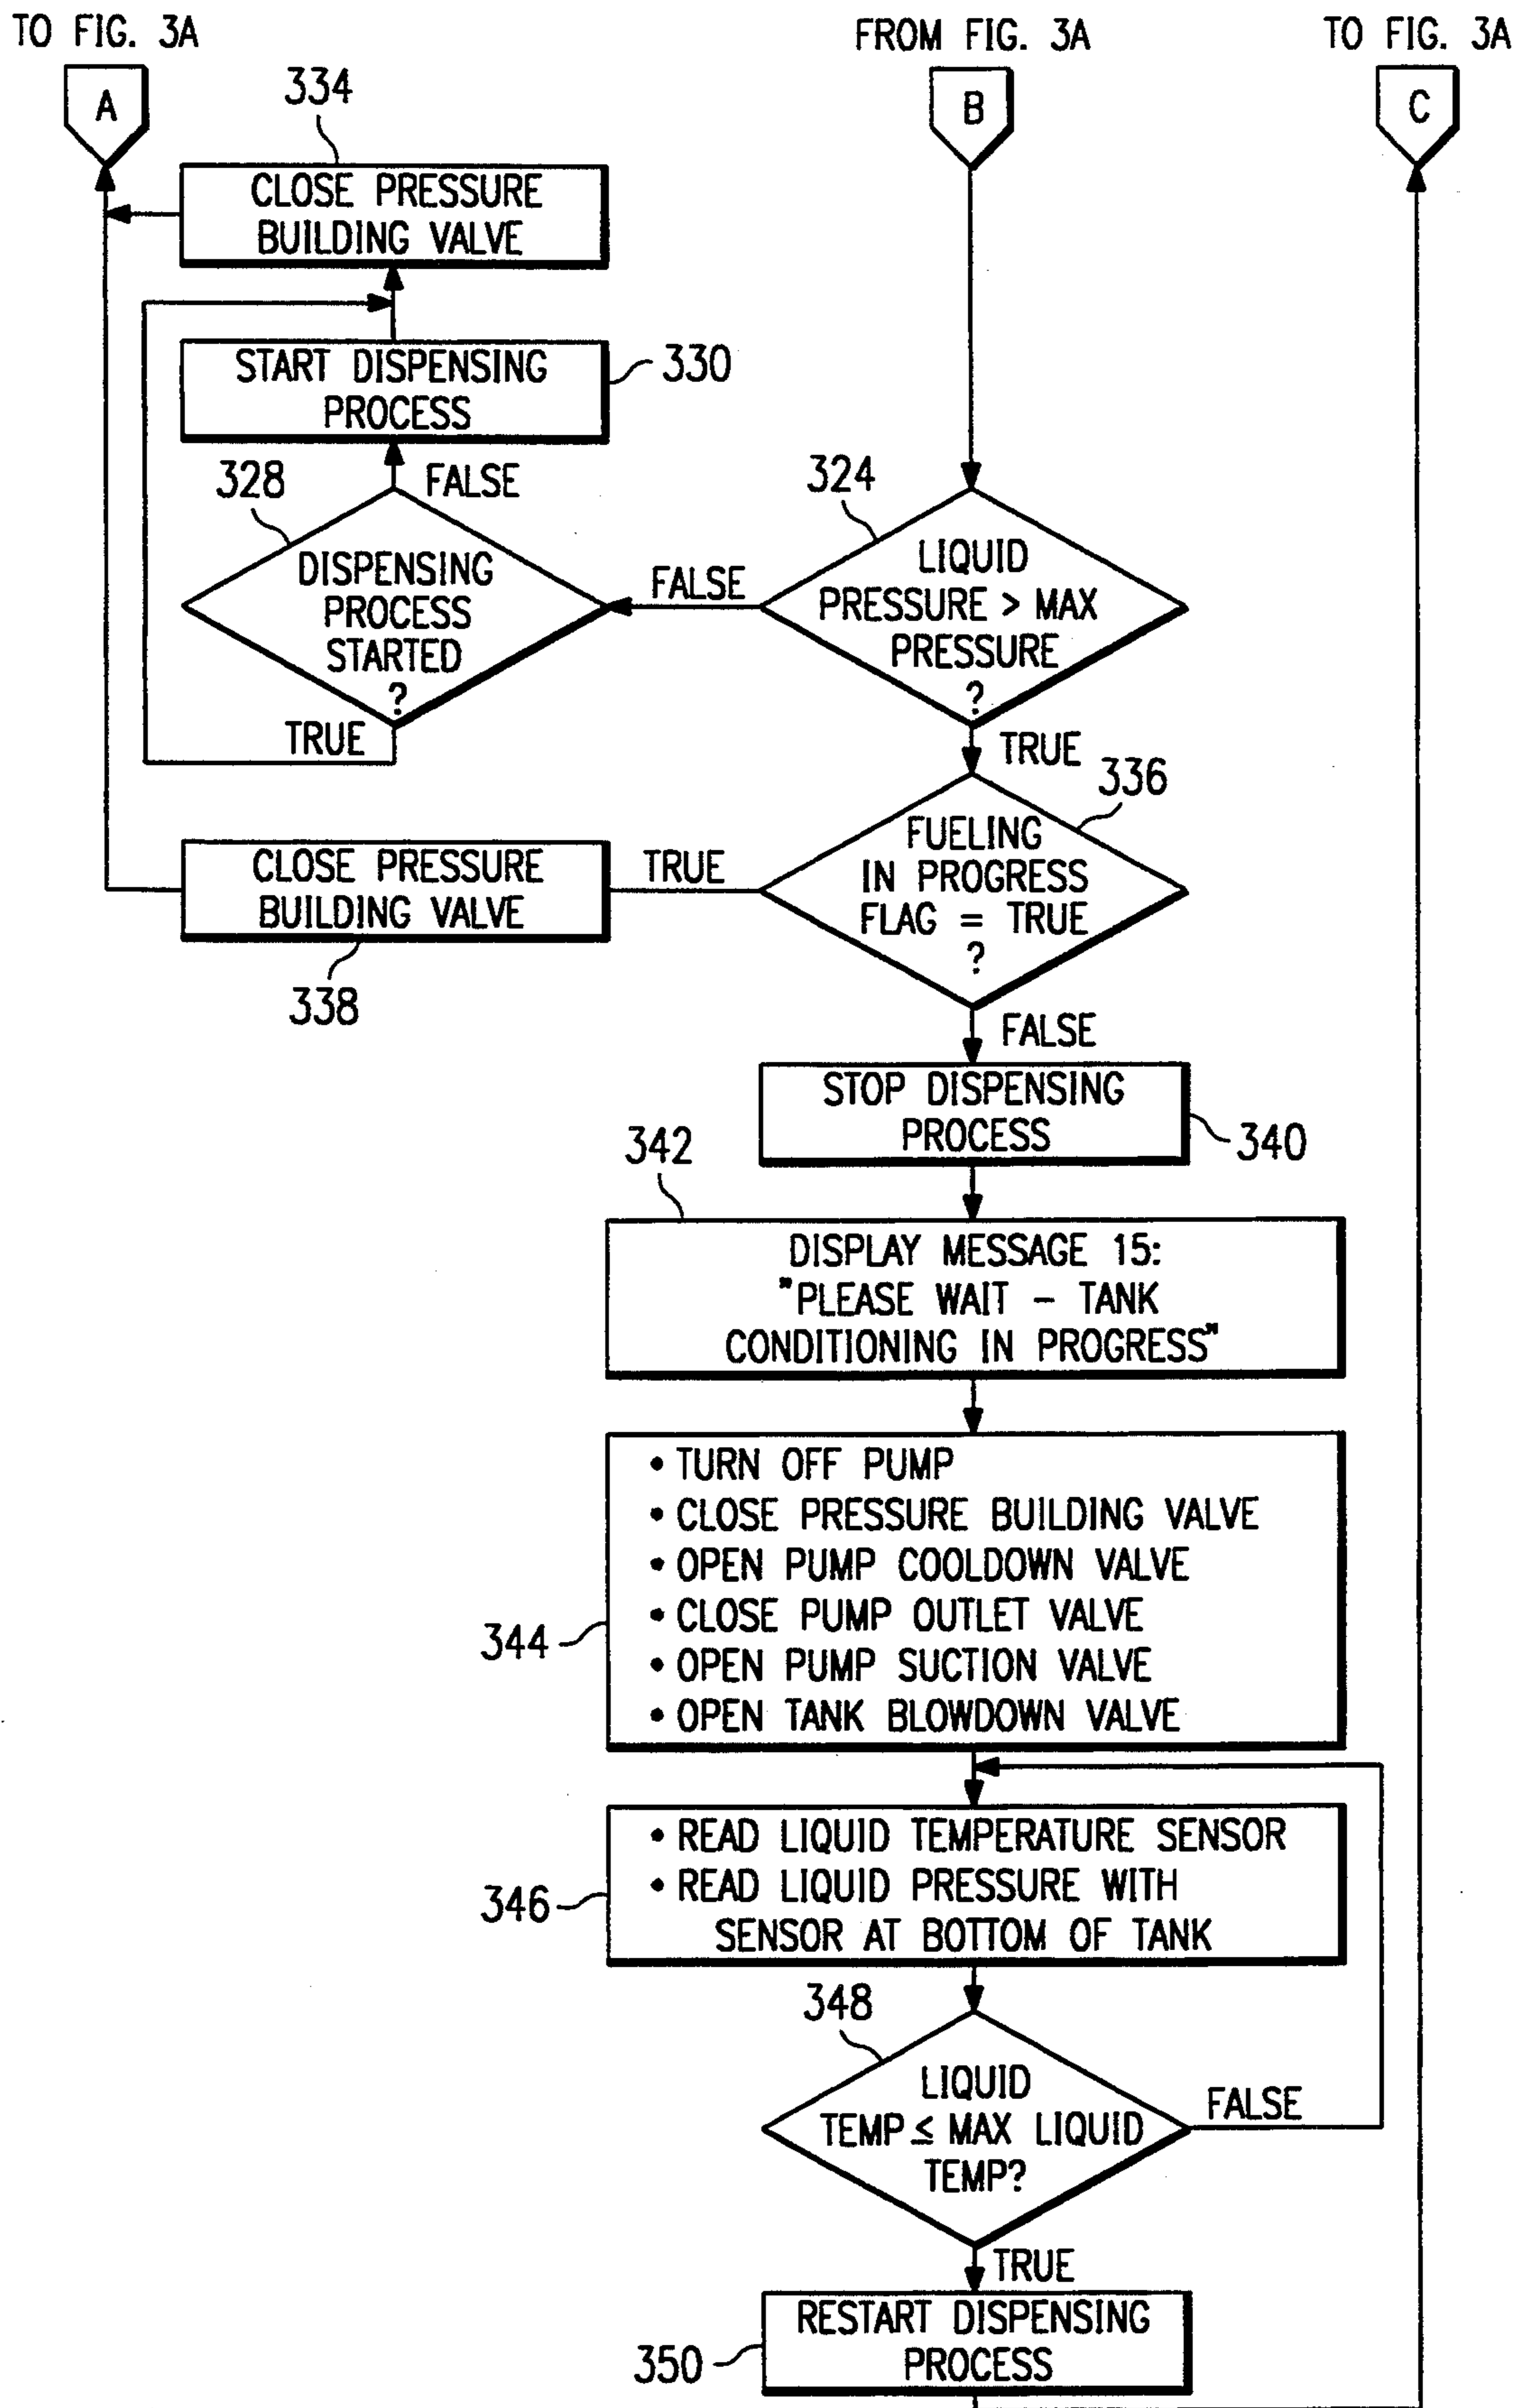 TO FIG. 3A
FROM FIG. 3A
TO FIG. 3A
A
B
C
334
CLOSE PRESSURE
BUILDING VALVE
START DISPENSING
PROCESS
330
328
FALSE
DISPENSING
PROCESS
STARTED
?
TRUE
FALSE
324
LIQUID
PRESSURE > MAX
PRESSURE
?
TRUE
336
FUELING
IN PROGRESS
FLAG = TRUE
?
TRUE
CLOSE PRESSURE
BUILDING VALVE
338
FALSE
STOP DISPENSING
PROCESS
340
342
DISPLAY MESSAGE 15:
"PLEASE WAIT – TANK
CONDITIONING IN PROGRESS"
344
• TURN OFF PUMP
• CLOSE PRESSURE BUILDING VALVE
• OPEN PUMP COOLDOWN VALVE
• CLOSE PUMP OUTLET VALVE
• OPEN PUMP SUCTION VALVE
• OPEN TANK BLOWDOWN VALVE
346
• READ LIQUID TEMPERATURE SENSOR
• READ LIQUID PRESSURE WITH
SENSOR AT BOTTOM OF TANK
348
LIQUID
TEMP ≤ MAX LIQUID
TEMP?
FALSE
TRUE
RESTART DISPENSING
PROCESS
350